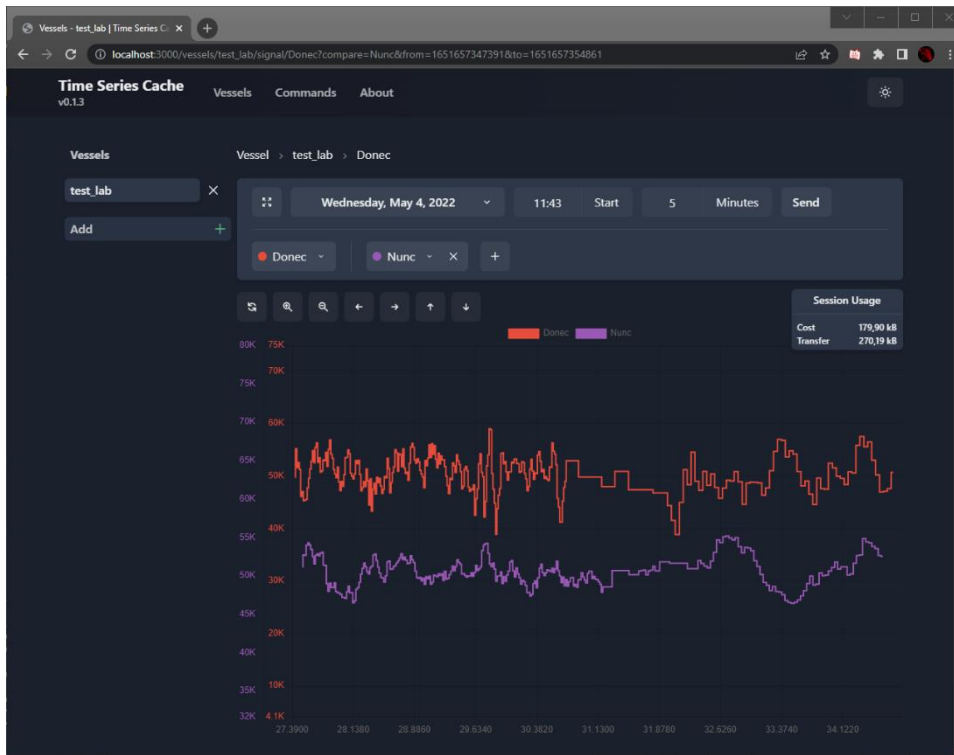 Vessels - test_lab | Time Series Ca
localhost:3000/vessels/test_lab/signal/Donec?compare=Nunc&from=1651657347391&to=1651657354861
Time Series Cache
v0.1.3
Vessels Commands About
Vessels
test_lab
Add
Vessel > test_lab > Donec
Wednesday, May 4, 2022 11:43 Start 5 Minutes Send
Donec Nunc
Session Usage
Cost 179,90 kB
Transfer 270,19 kB
Donec Nunc
80K 75K
70K
75K
70K 60K
65K
50K
60K
40K
55K
50K 30K
45K
20K
40K
35K 10K
32K 4.1K
27.3900 28.1380 28.8860 29.6340 30.3820 31.1300 31.8780 32.6260 33.3740 34.1220